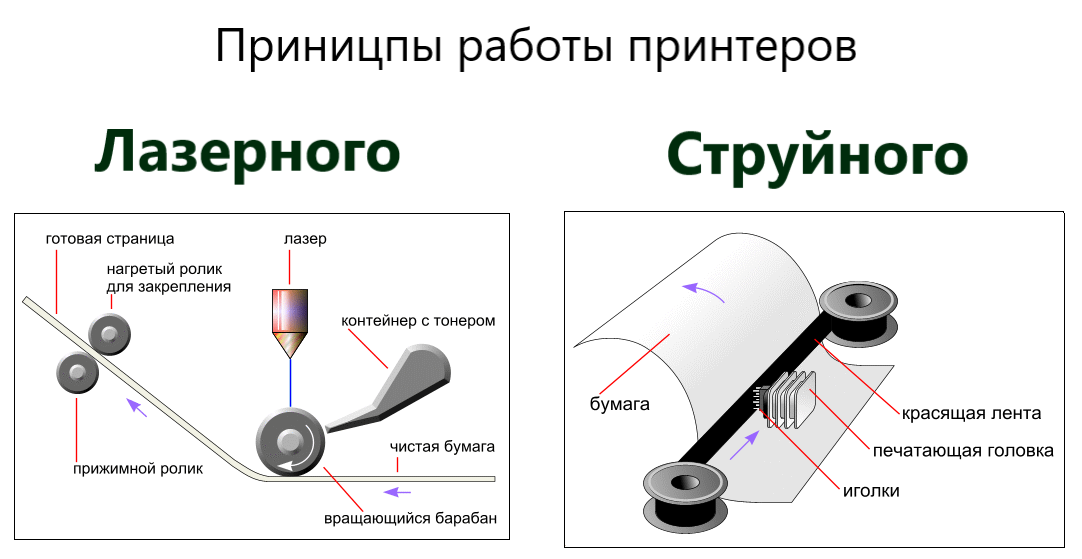 Приницпы работы принтеров
Лазерного
Струйного
готовая страница
лазер
нагретый ролик
для закрепления
контейнер с тонером
чистая бумага
прижимной ролик
вращающийся барабан
бумага
красящая лента
печатающая головка
иголки